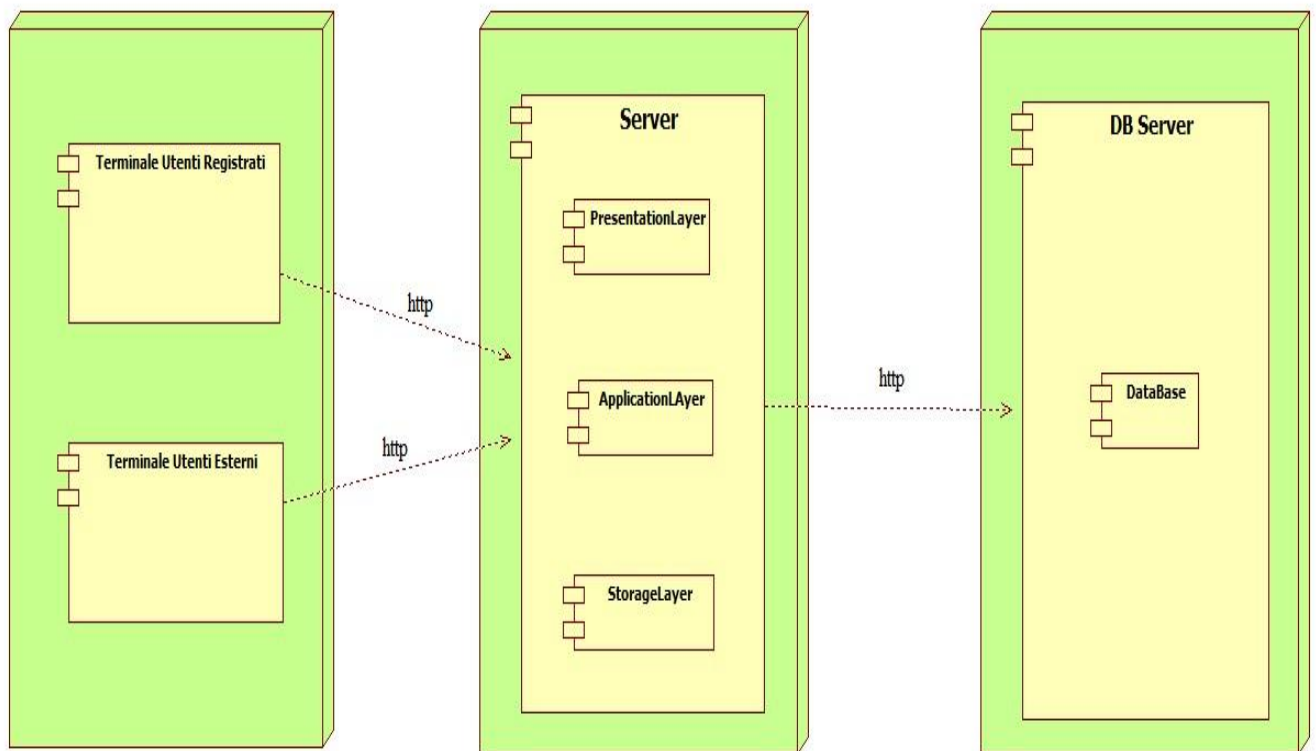 Terminale Utenti Registrati
http
Terminale Utenti Esterni
http
Server
PresentationLayer
ApplicationLAyer
StorageLayer
http
DB Server
DataBase